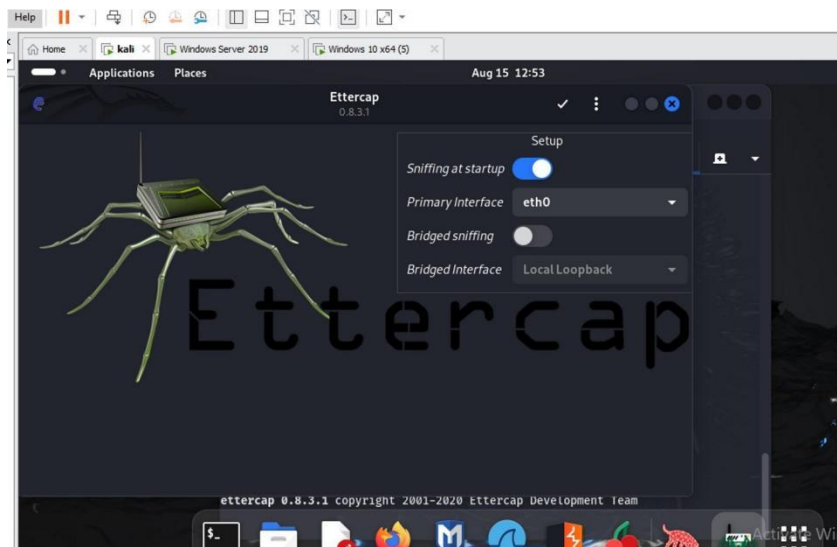 Help
Home
kali
Windows Server 2019
Windows 10 x64 (5)
Applications Places
Aug 15 12:53
Ettercap
0.8.3.1
Setup
Sniffing at startup
Primary Interface eth0
Bridged sniffing
Bridged Interface Local Loopback
Ettercap
ettercap 0.8.3.1 copyright 2001-2020 Ettercap Development Team
$_
Activate Wi